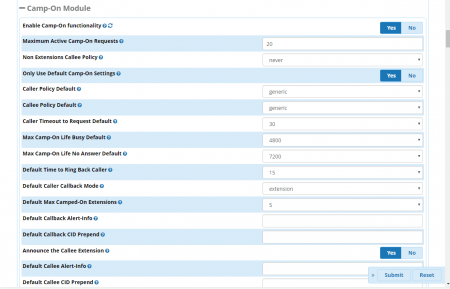 Camp-On Module
Enable Camp-On functionality Yes No
Maximum Active Camp-On Requests 20
Non Extensions Callee Policy never
Only Use Default Camp-On Settings Yes No
Caller Policy Default generic
Callee Policy Default generic
Caller Timeout to Request Default 30
Max Camp-On Life Busy Default 4800
Max Camp-On Life No Answer Default 7200
Default Time to Ring Back Caller 15
Default Caller Callback Mode extension
Default Max Camped-On Extensions 5
Default Callback Alert-Info
Default Callback CID Prepend
Announce the Callee Extension Yes No
Default Callee Alert-Info
Submit Reset
Default Callee CID Prepend